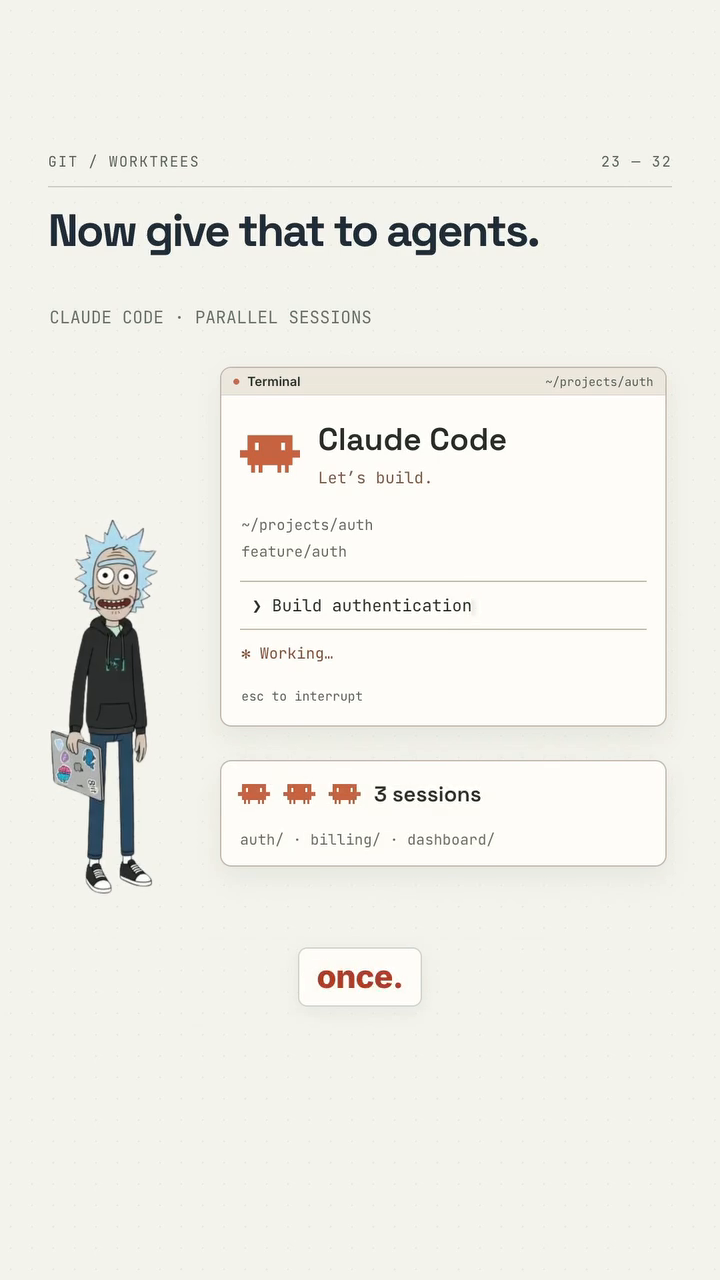 GIT / WORKTREES
23 — 32
Now give that to agents.
CLAUDE CODE · PARALLEL SESSIONS
Terminal
~/projects/auth
Claude Code
Let’s build.
~/projects/auth
feature/auth
❯ Build authentication
✻ Working…
esc to interrupt
3 sessions
auth/ · billing/ · dashboard/
once.